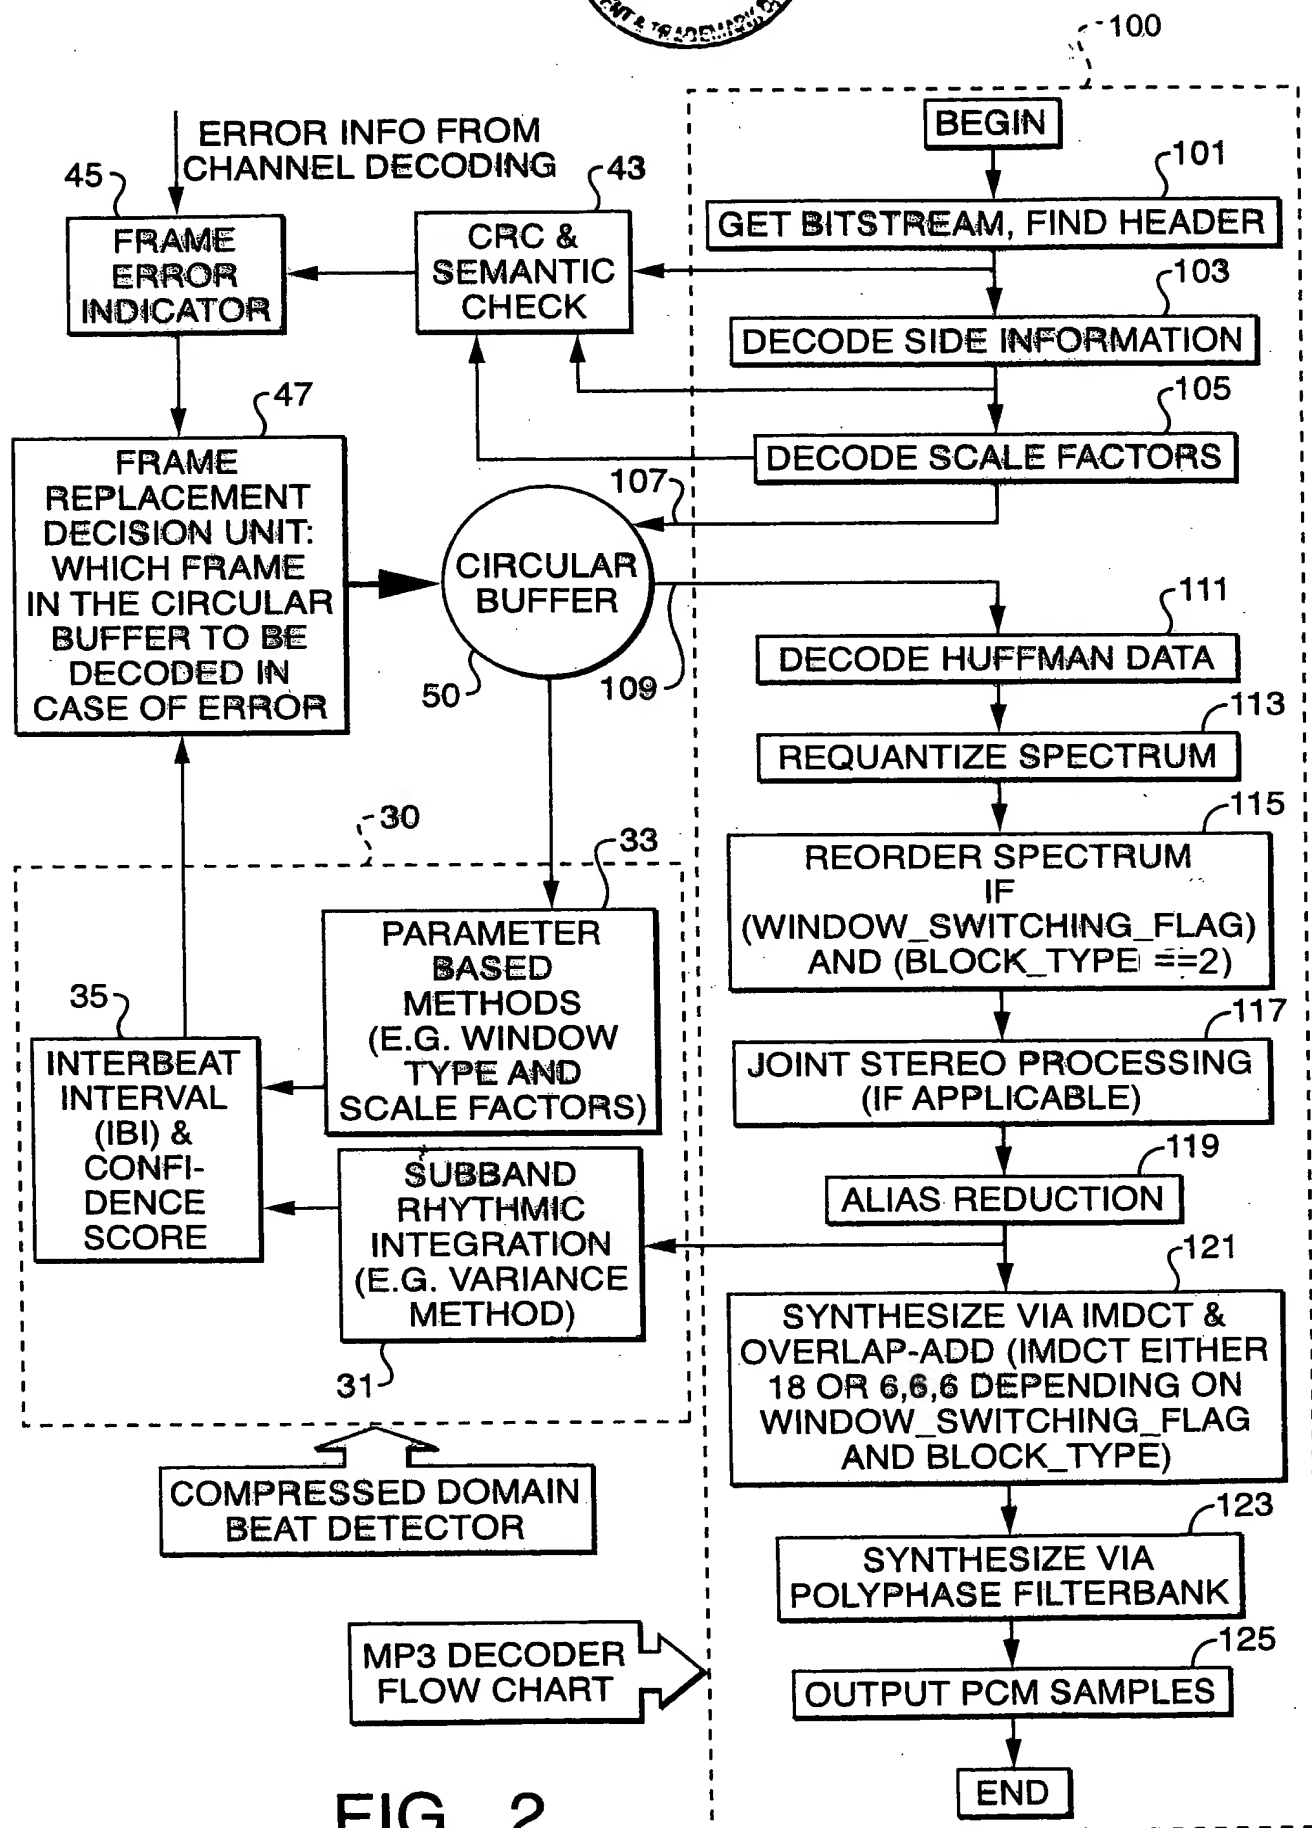 ENT & TRADEMARK
100
BEGIN
ERROR INFO FROM
CHANNEL DECODING
101
GET BITSTREAM, FIND HEADER
45
FRAME
ERROR
INDICATOR
43
CRC &
SEMANTIC
CHECK
103
DECODE SIDE INFORMATION
105
DECODE SCALE FACTORS
47
FRAME
REPLACEMENT
DECISION UNIT:
WHICH FRAME
IN THE CIRCULAR
BUFFER TO BE
DECODED IN
CASE OF ERROR
107
CIRCULAR
BUFFER
50
109
111
DECODE HUFFMAN DATA
113
REQUANTIZE SPECTRUM
115
REORDER SPECTRUM
IF
(WINDOW_SWITCHING_FLAG)
AND (BLOCK_TYPE ==2)
30
33
PARAMETER
BASED
METHODS
(E.G. WINDOW
TYPE AND
SCALE FACTORS)
35
INTERBEAT
INTERVAL
(IBI) &
CONFI-
DENCE
SCORE
117
JOINT STEREO PROCESSING
(IF APPLICABLE)
SUBBAND
RHYTHMIC
INTEGRATION
(E.G. VARIANCE
METHOD)
31
119
ALIAS REDUCTION
121
SYNTHESIZE VIA IMDCT &
OVERLAP-ADD (IMDCT EITHER
18 OR 6,6,6 DEPENDING ON
WINDOW_SWITCHING_FLAG
AND BLOCK_TYPE)
COMPRESSED DOMAIN
BEAT DETECTOR
123
SYNTHESIZE VIA
POLYPHASE FILTERBANK
MP3 DECODER
FLOW CHART
125
OUTPUT PCM SAMPLES
END
FIG. 2